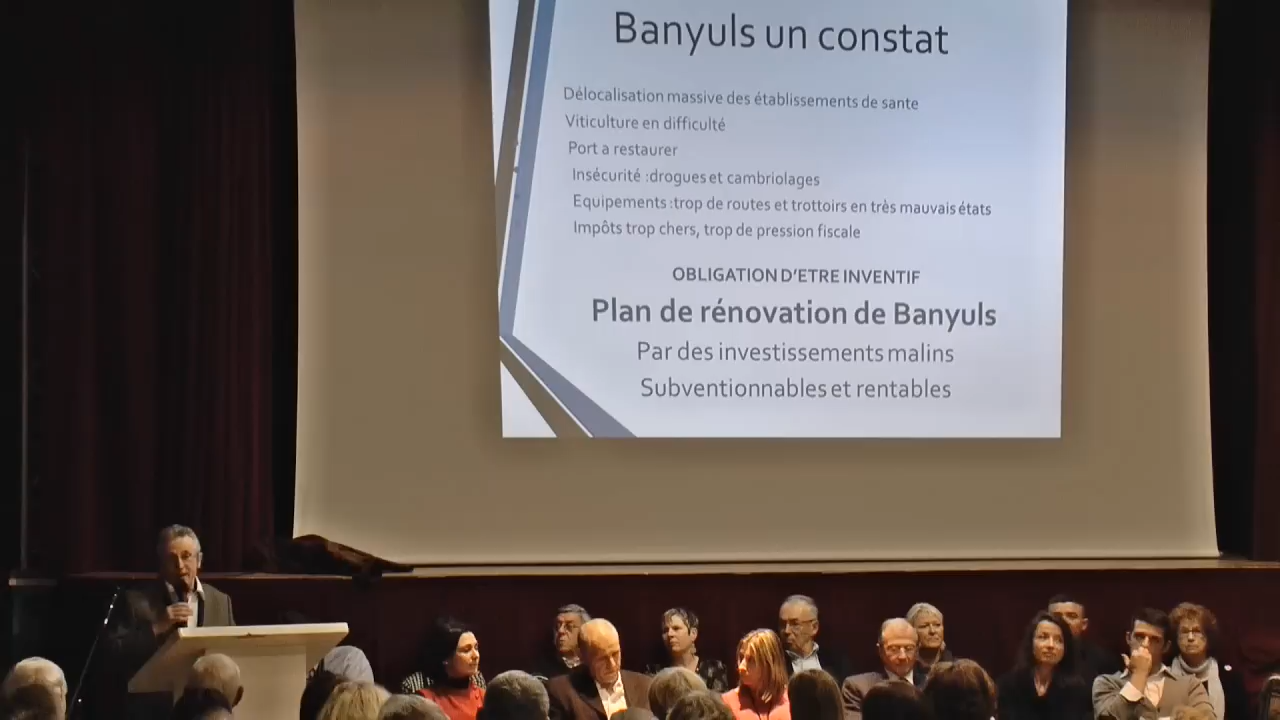 Banyuls un constat
Délocalisation massive des établissements de sante
Viticulture en difficulté
Port a restaurer
Insécurité :drogues et cambriolages
Equipements :trop de routes et trottoirs en très mauvais états
Impôts trop chers, trop de pression fiscale
OBLIGATION D'ETRE INVENTIF
Plan de rénovation de Banyuls
Par des investissements malins
Subventionnables et rentables